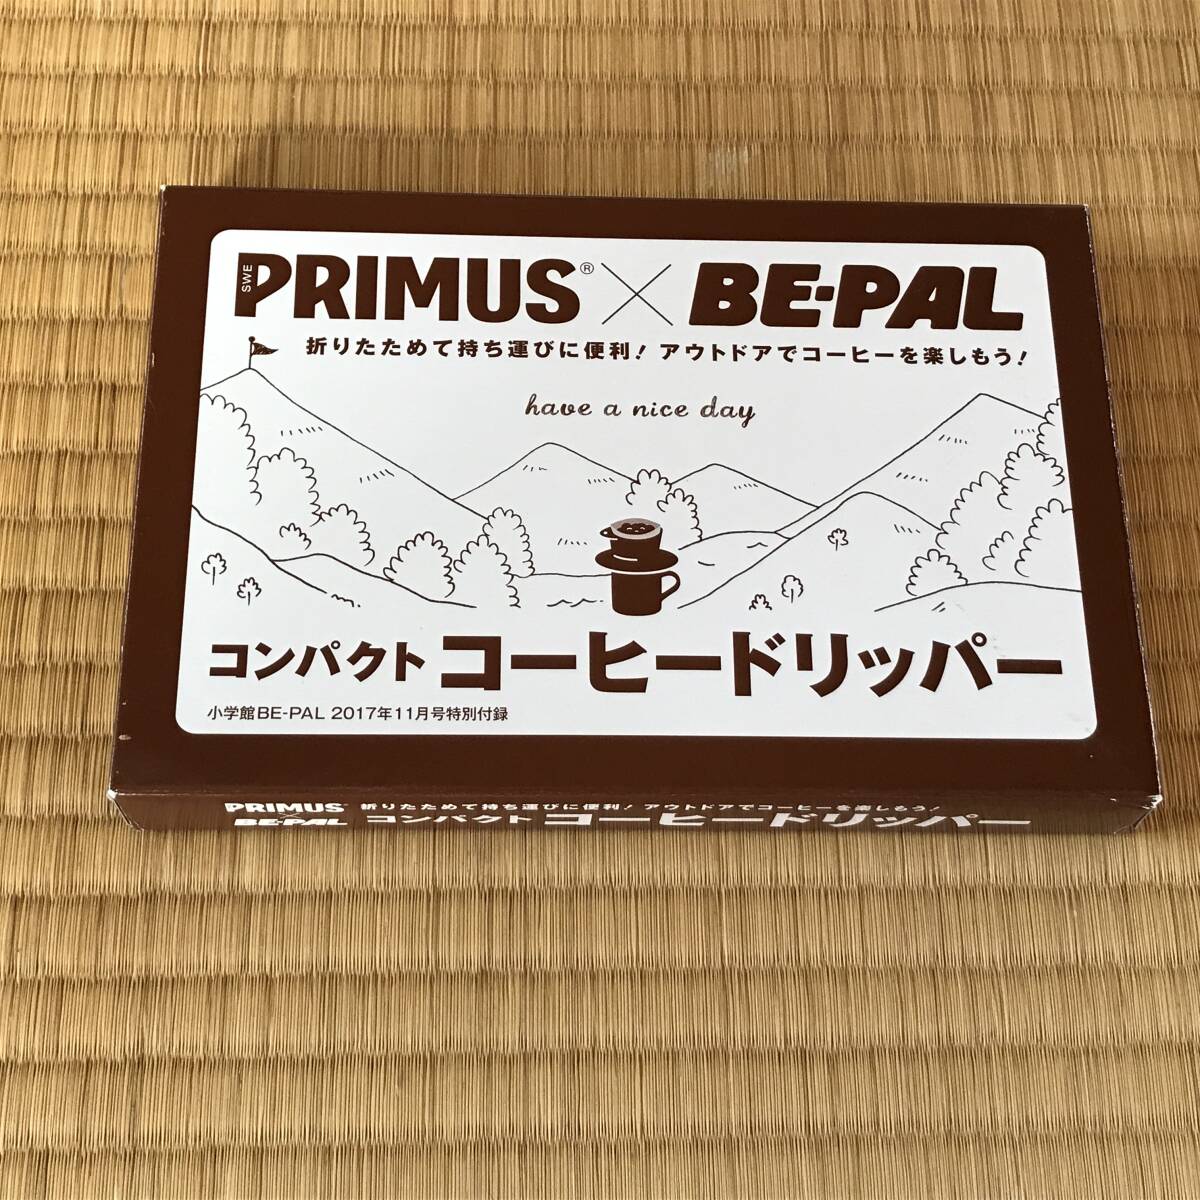 SWE PRIMUS® × BE-PAL
折りたためて持ち運びに便利！アウトドアでコーヒーを楽しもう！
have a nice day
コンパクト コーヒードリッパー
小学館BE-PAL 2017年11月号特別付録
PRIMUS 折りたためて持ち運びに便利！アウトドアでコーヒーを楽しもう！
×
BE-PAL コンパクト コーヒードリッパー